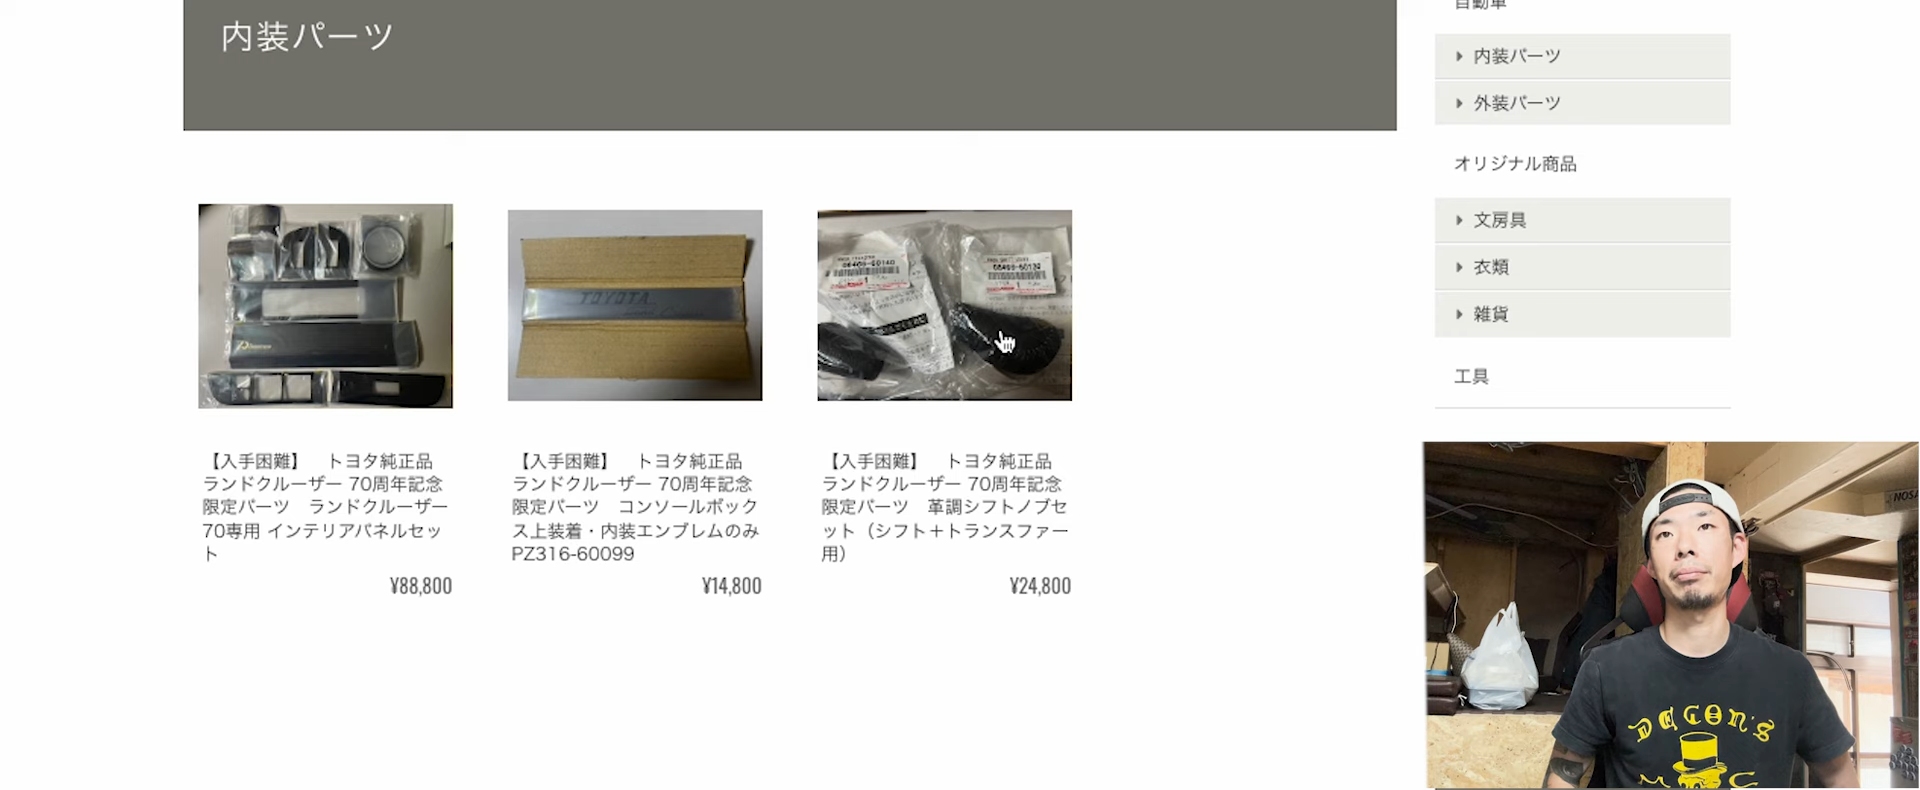 内装パーツ
【入手困難】　トヨタ純正品
ランドクルーザー 70周年記念
限定パーツ　ランドクルーザー
70専用 インテリアパネルセッ
ト
¥88,800
TOYOTA
【入手困難】　トヨタ純正品
ランドクルーザー 70周年記念
限定パーツ　コンソールボック
ス上装着・内装エンブレムのみ
PZ316-60099
¥14,800
【入手困難】　トヨタ純正品
ランドクルーザー 70周年記念
限定パーツ　革調シフトノブセ
ット（シフト＋トランスファー
用）
¥24,800
自動車
内装パーツ
外装パーツ
オリジナル商品
文房具
衣類
雑貨
工具
NOSA
DACON'S
M C